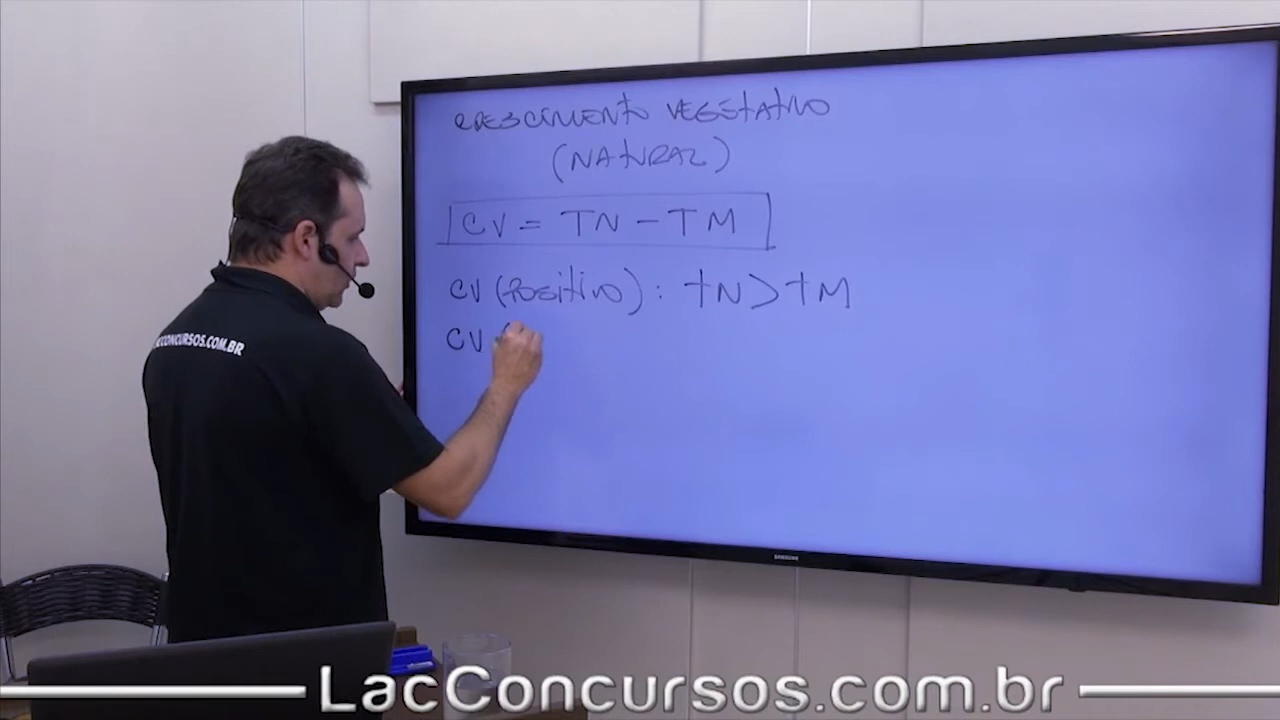 CRESCIMENTO VEGETATIVO
(NATURAL)
CV = TN - TM
CV (POSITIVO) : tN > tM
CV (
LACCONCURSOS.COM.BR
SAMSUNG
LacConcursos.com.br